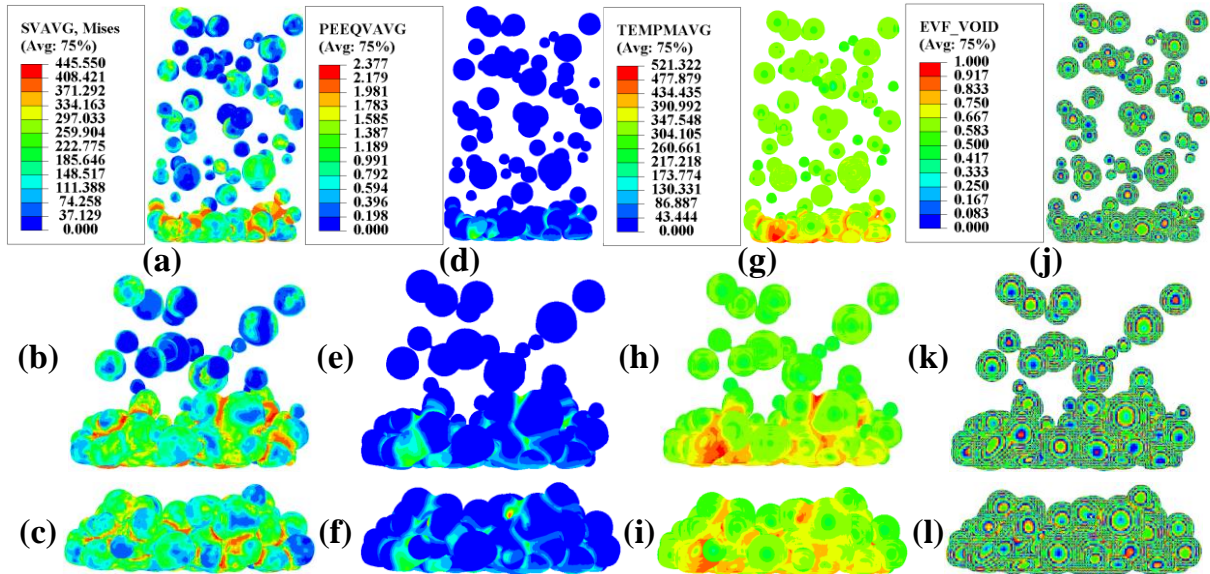 SVAVG, Mises
(Avg: 75%)
445.550
408.421
371.292
334.163
297.033
259.904
222.775
185.646
148.517
111.388
74.258
37.129
0.000
PEEQVAVG
(Avg: 75%)
2.377
2.179
1.981
1.783
1.585
1.387
1.189
0.991
0.792
0.594
0.396
0.198
0.000
TEMPMAVG
(Avg: 75%)
521.322
477.879
434.435
390.992
347.548
304.105
260.661
217.218
173.774
130.331
86.887
43.444
0.000
EVF_VOID
(Avg: 75%)
1.000
0.917
0.833
0.750
0.667
0.583
0.500
0.417
0.333
0.250
0.167
0.083
0.000
(a)
(d)
(g)
(j)
(b)
(e)
(h)
(k)
(c)
(f)
(i)
(l)